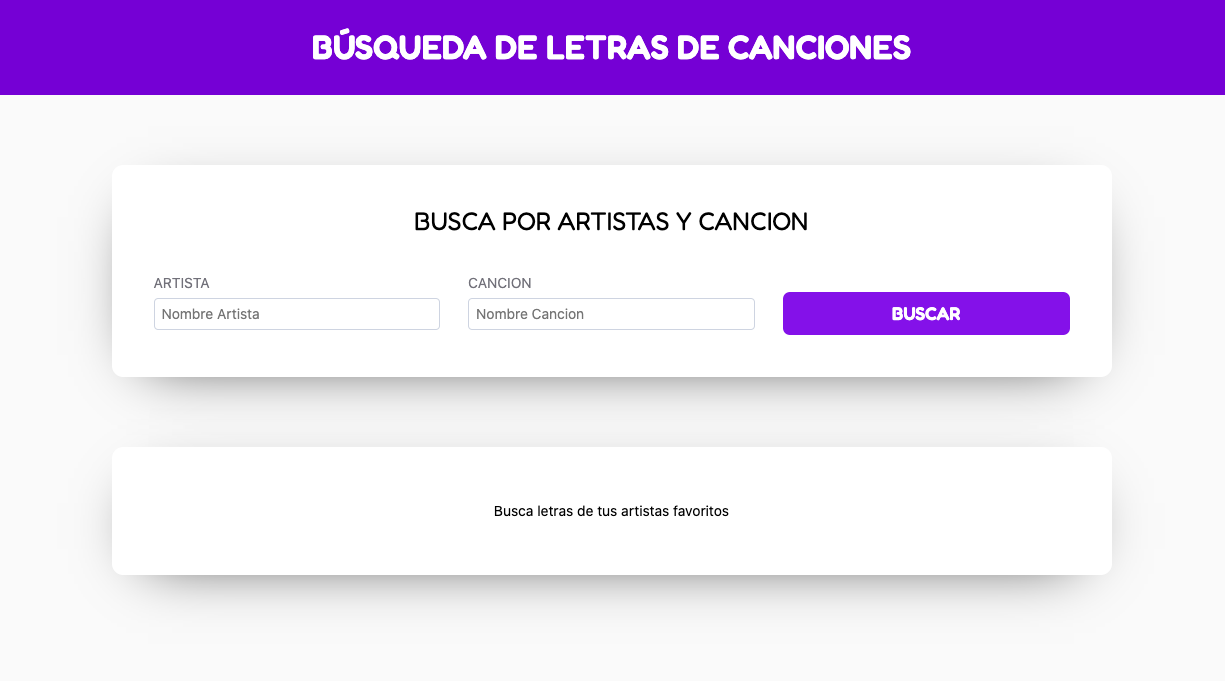 BÚSQUEDA DE LETRAS DE CANCIONES
BUSCA POR ARTISTAS Y CANCION
ARTISTA
Nombre Artista
CANCION
Nombre Cancion
BUSCAR
Busca letras de tus artistas favoritos